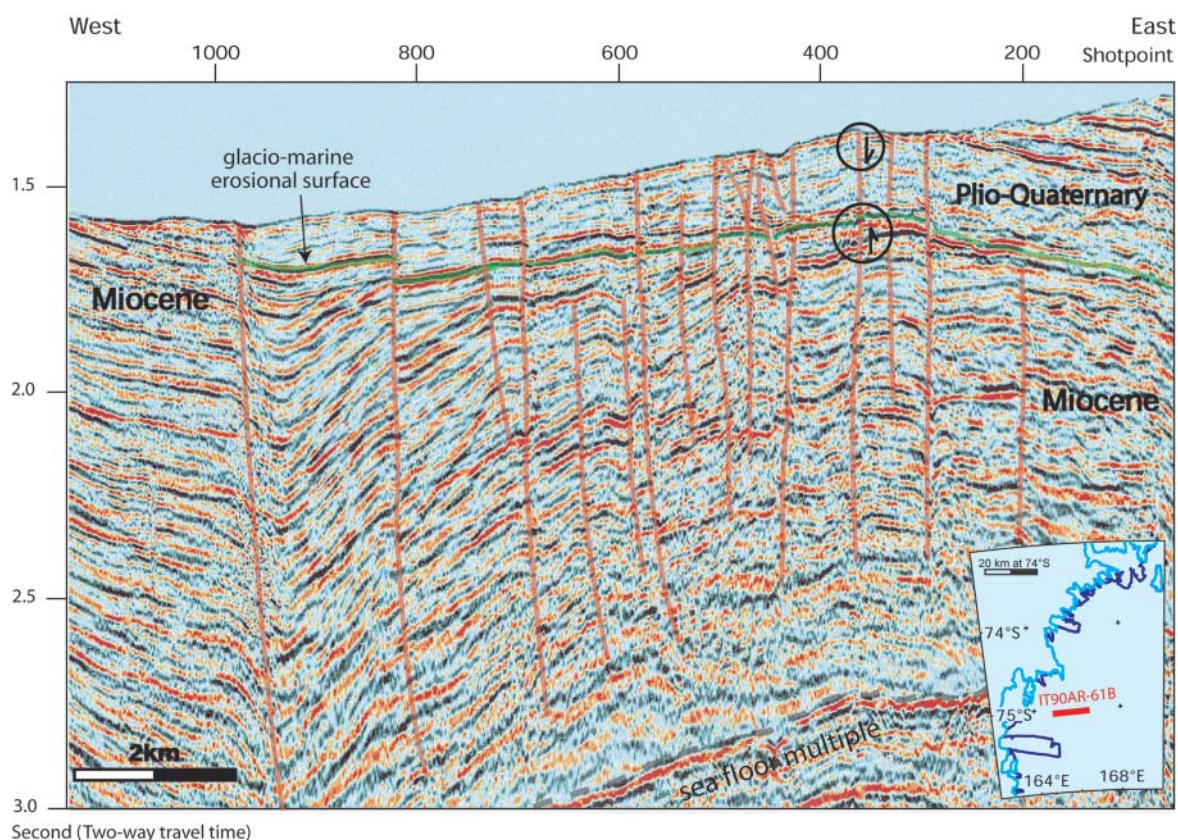 West
East
1000 800 600 400 200 Shotpoint
glacio-marine
erosional surface
1.5
Plio-Quaternary
Miocene
2.0
Miocene
20 km at 74°S
2.5
74°S
IT90AR-61B
75°S
2km
sea floor multiple
164°E 168°E
3.0
Second (Two-way travel time)